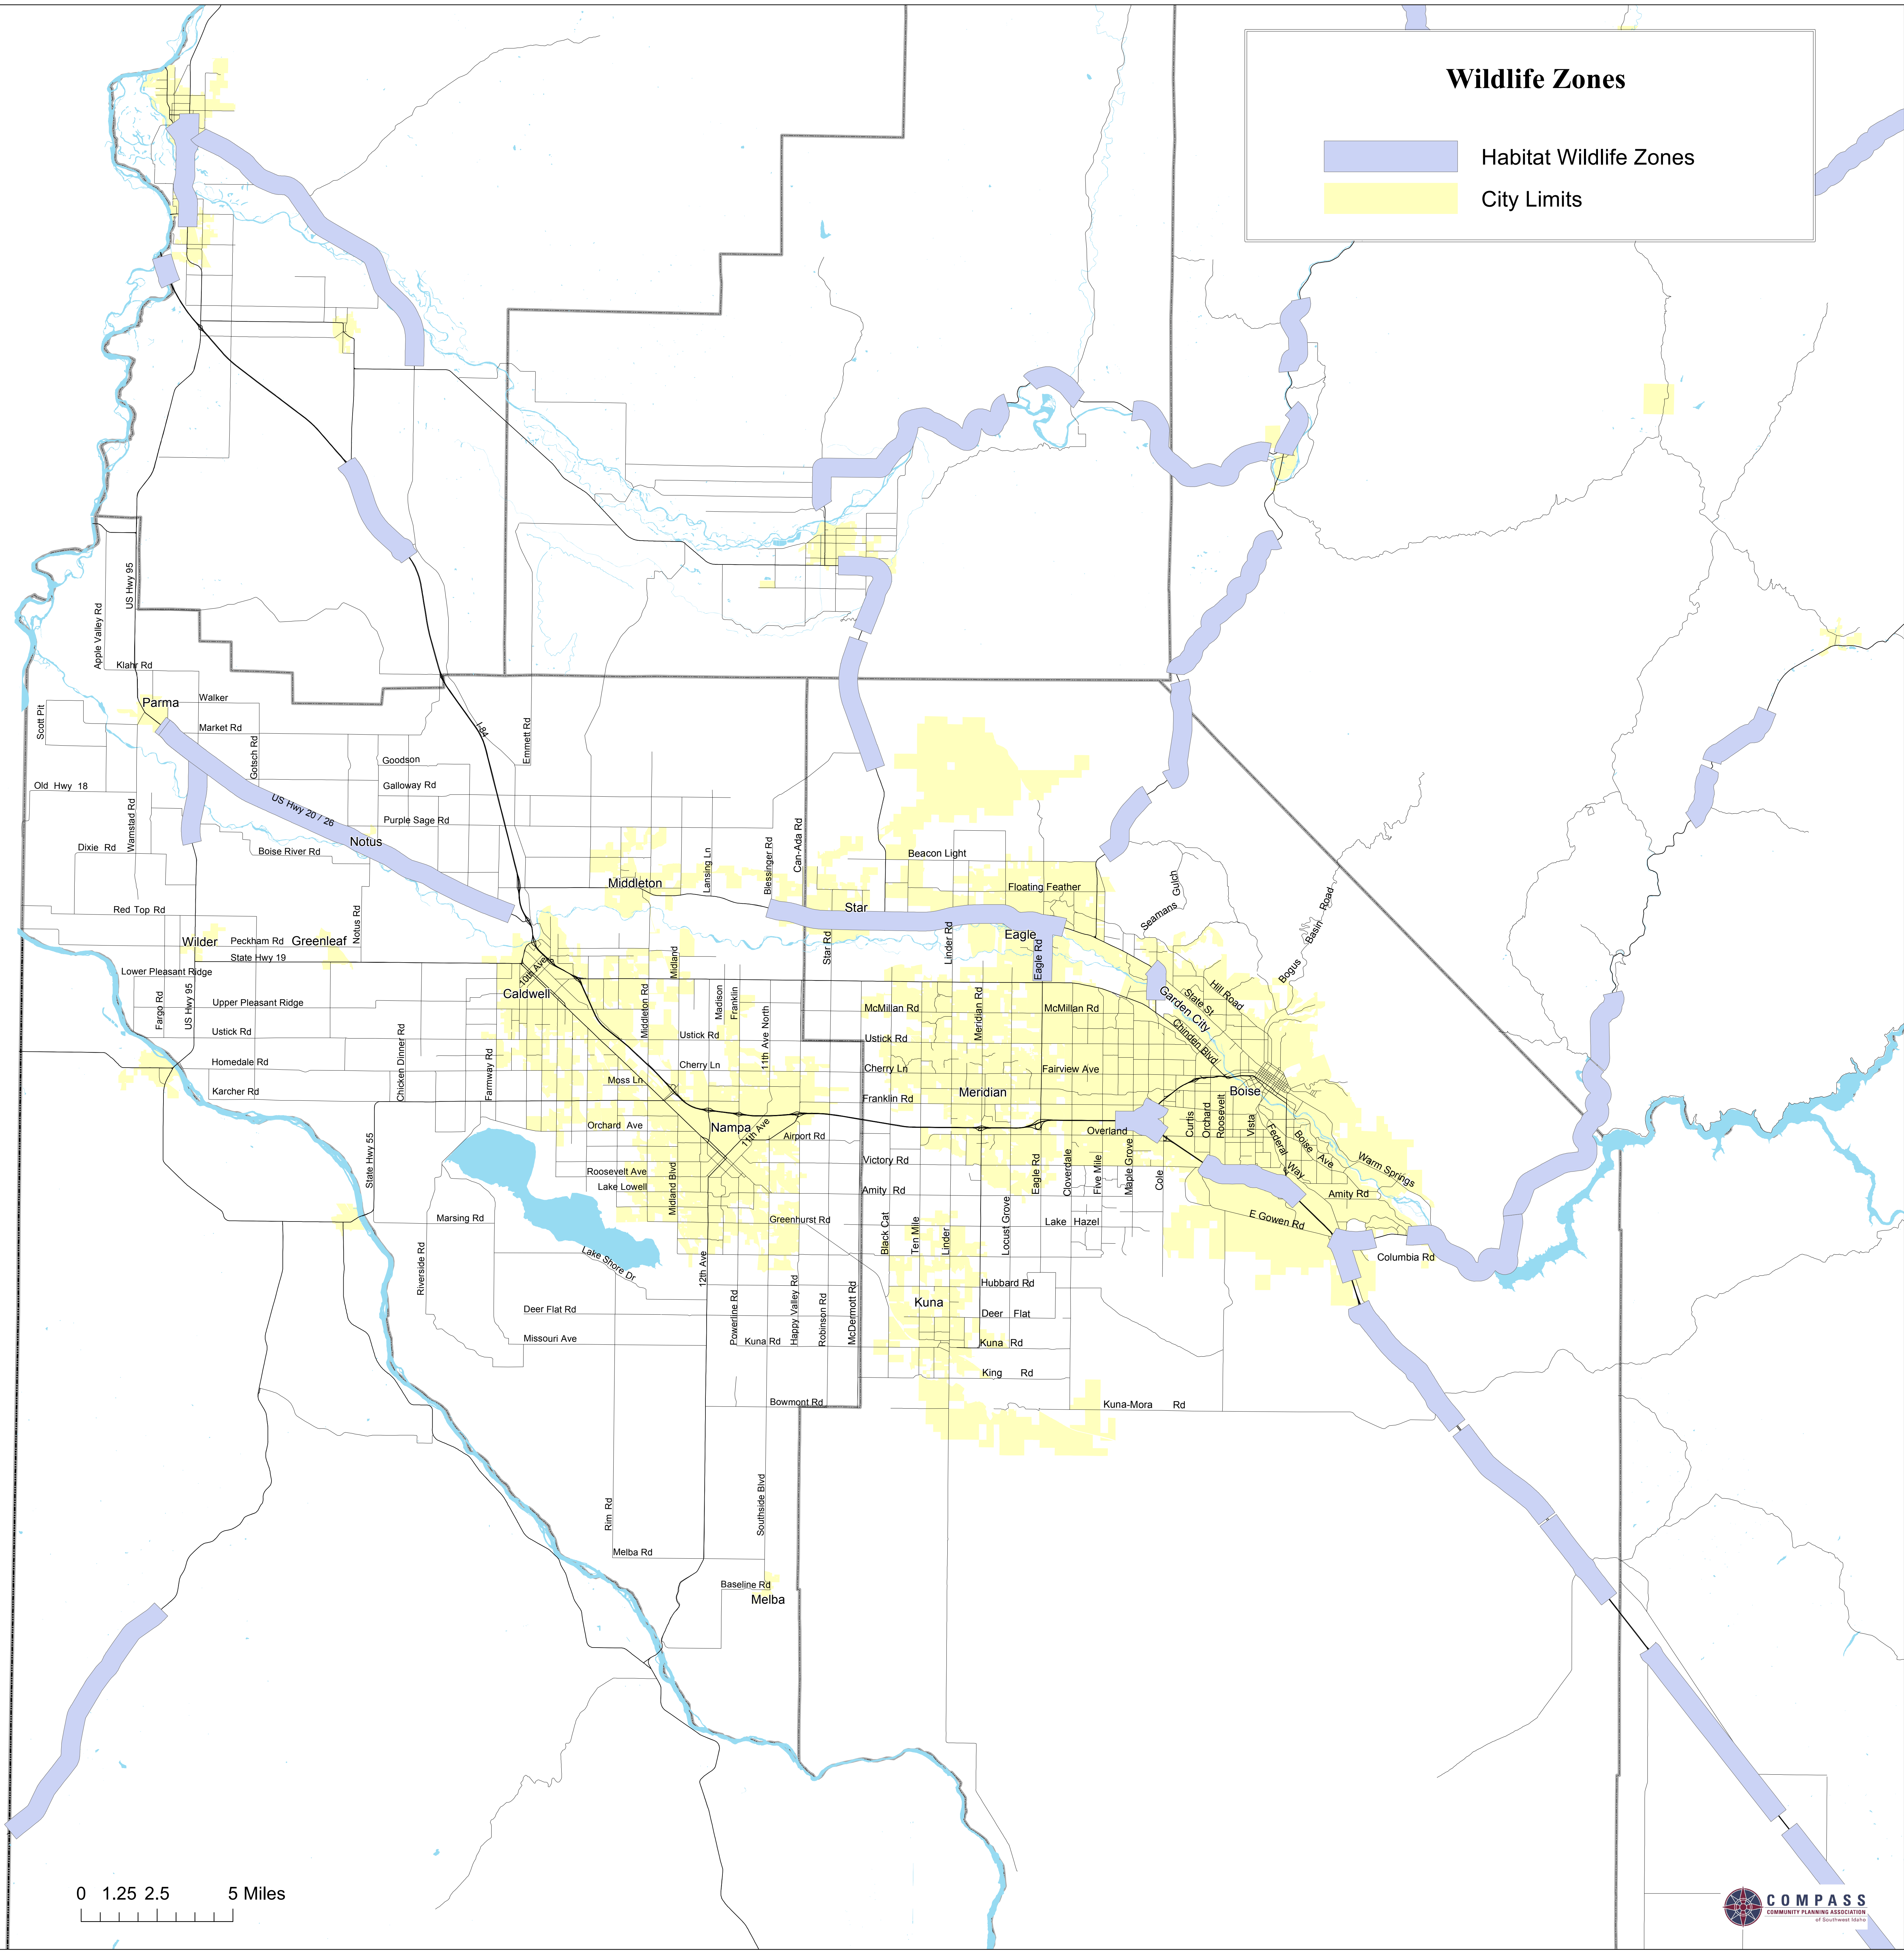 Wildlife Zones
Habitat Wildlife Zones
City Limits
US Hwy 95
Apple Valley Rd
Klahr Rd
Scott Pit
Parma
Walker
Market Rd
Gotsch Rd
I-84
Emmett Rd
Goodson
Galloway Rd
Old Hwy 18
Wamstad Rd
US Hwy 20 / 26
Purple Sage Rd
Notus
Dixie Rd
Boise River Rd
Middleton
Lansing Ln
Blessinger Rd
Can-Ada Rd
Beacon Light
Floating Feather
Seamans Gulch
Bogus Basin Road
Red Top Rd
Notus Rd
Star
Eagle
Wilder
Peckham Rd
Greenleaf
State Hwy 19
Star Rd
Linder Rd
Eagle Rd
Midland
10th Ave
Lower Pleasant Ridge
Fargo Rd
US Hwy 95
Upper Pleasant Ridge
Caldwell
Middleton Rd
Madison
Franklin
11th Ave North
McMillan Rd
Meridian Rd
McMillan Rd
Hill Road
State St
Garden City
Chinden Blvd
Ustick Rd
Chicken Dinner Rd
Farmway Rd
Ustick Rd
Ustick Rd
Homedale Rd
Cherry Ln
Cherry Ln
Fairview Ave
Karcher Rd
Moss Ln
Meridian
Boise
Franklin Rd
Orchard Ave
Nampa
11th Ave
Airport Rd
Overland
Curtis
Orchard
Roosevelt
Vista
Federal Way
Boise Ave
Warm Springs
State Hwy 55
Roosevelt Ave
Lake Lowell
Midland Blvd
Victory Rd
Amity Rd
Eagle Rd
Cloverdale
Five Mile
Maple Grove
Cole
Amity Rd
Marsing Rd
Greenhurst Rd
Black Cat
Ten Mile
Linder
Locust Grove
Lake Hazel
E Gowen Rd
Columbia Rd
Riverside Rd
Lake Shore Dr
12th Ave
Hubbard Rd
Kuna
Deer Flat Rd
Powerline Rd
Happy Valley Rd
Robinson Rd
McDermott Rd
Deer Flat
Missouri Ave
Kuna Rd
Kuna Rd
King Rd
Bowmont Rd
Kuna-Mora Rd
Rim Rd
Southside Blvd
Melba Rd
Baseline Rd
Melba
0 1.25 2.5 5 Miles
COMPASS
COMMUNITY PLANNING ASSOCIATION
of Southwest Idaho